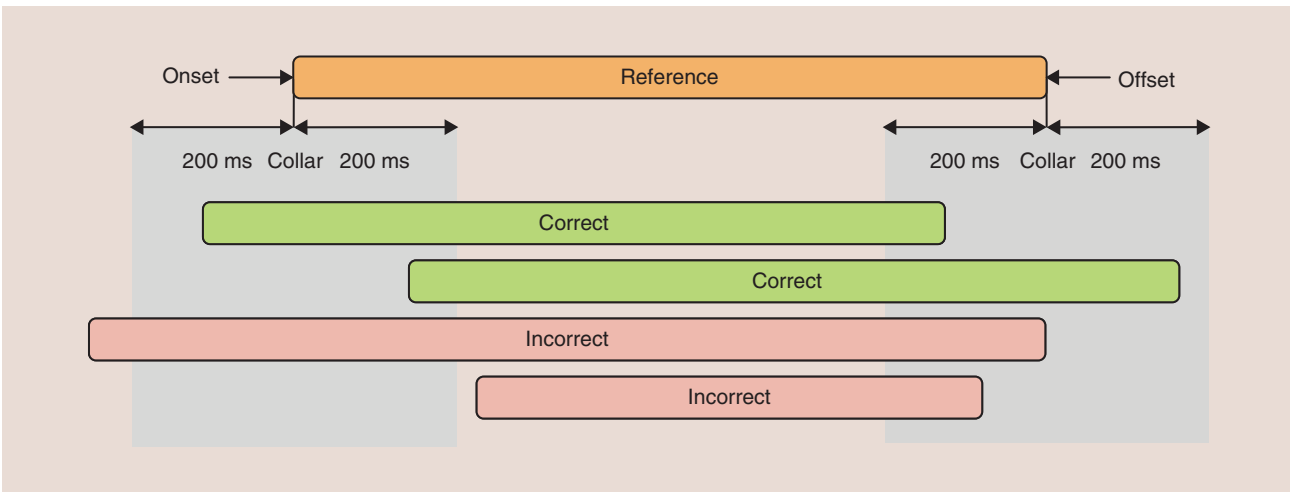 Onset
Reference
Offset
200 ms Collar 200 ms
200 ms Collar 200 ms
Correct
Correct
Incorrect
Incorrect